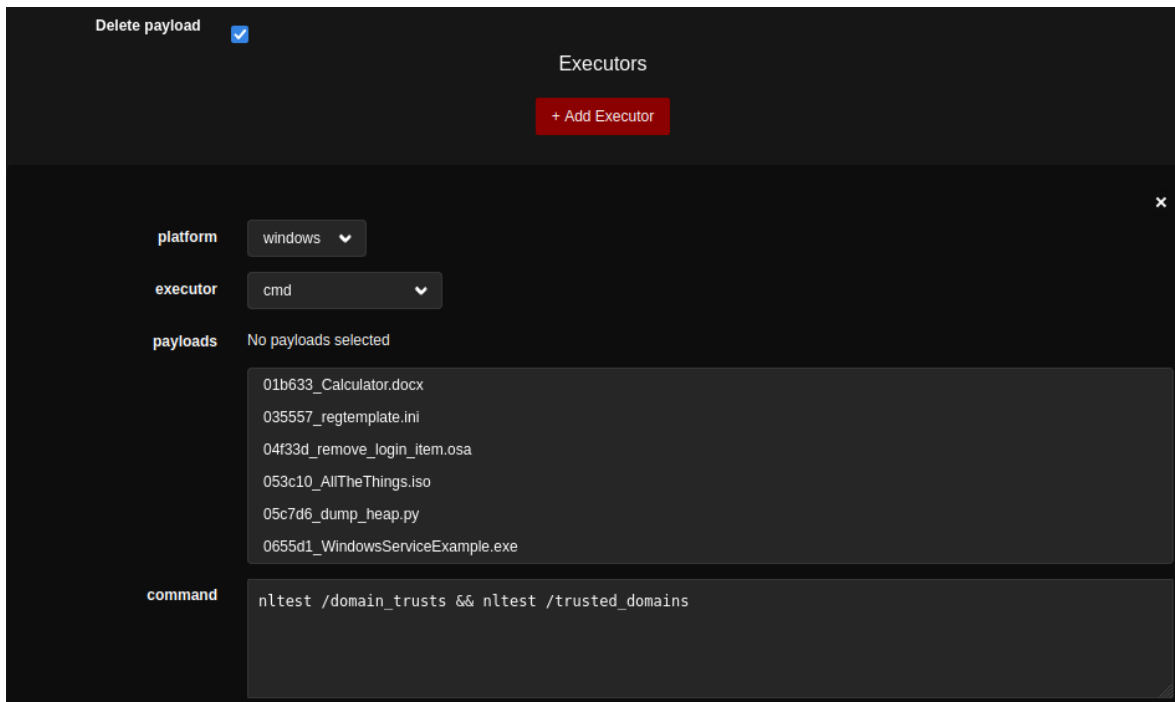 Delete payload
Executors
+ Add Executor
×
platform windows
executor cmd
payloads No payloads selected
01b633_Calculator.docx
035557_regtemplate.ini
04f33d_remove_login_item.osa
053c10_AllTheThings.iso
05c7d6_dump_heap.py
0655d1_WindowsServiceExample.exe
command nltest /domain_trusts && nltest /trusted_domains